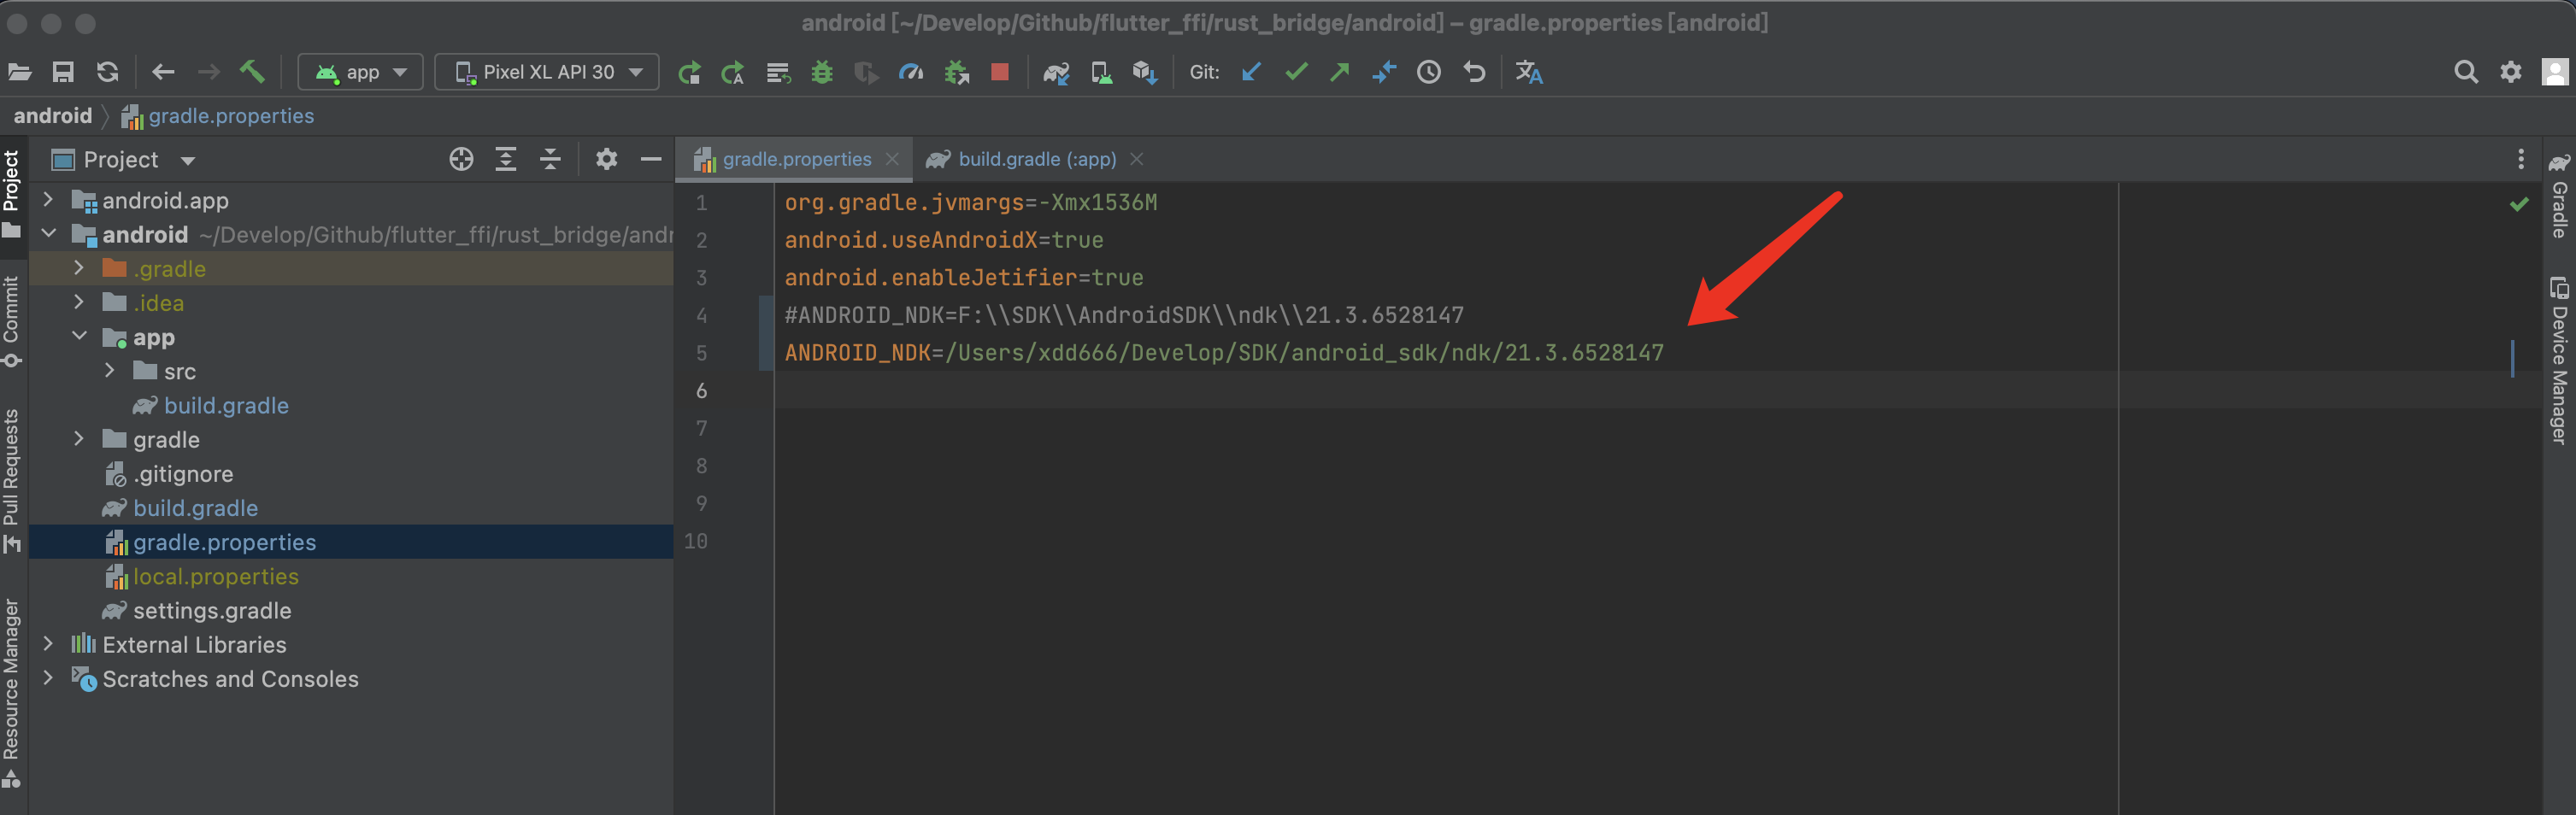 android [~/Develop/Github/flutter_ffi/rust_bridge/android] – gradle.properties [android]
app
Pixel XL API 30
Git:
android
gradle.properties
Project
Project
Commit
Pull Requests
Resource Manager
android.app
android ~/Develop/Github/flutter_ffi/rust_bridge/andr
.gradle
.idea
app
src
build.gradle
gradle
.gitignore
build.gradle
gradle.properties
local.properties
settings.gradle
External Libraries
Scratches and Consoles
gradle.properties
build.gradle (:app)
1 org.gradle.jvmargs=-Xmx1536M
2 android.useAndroidX=true
3 android.enableJetifier=true
4 #ANDROID_NDK=F:\\SDK\\AndroidSDK\\ndk\\21.3.6528147
5 ANDROID_NDK=/Users/xdd666/Develop/SDK/android_sdk/ndk/21.3.6528147
6
7
8
9
10
Gradle
Device Manager